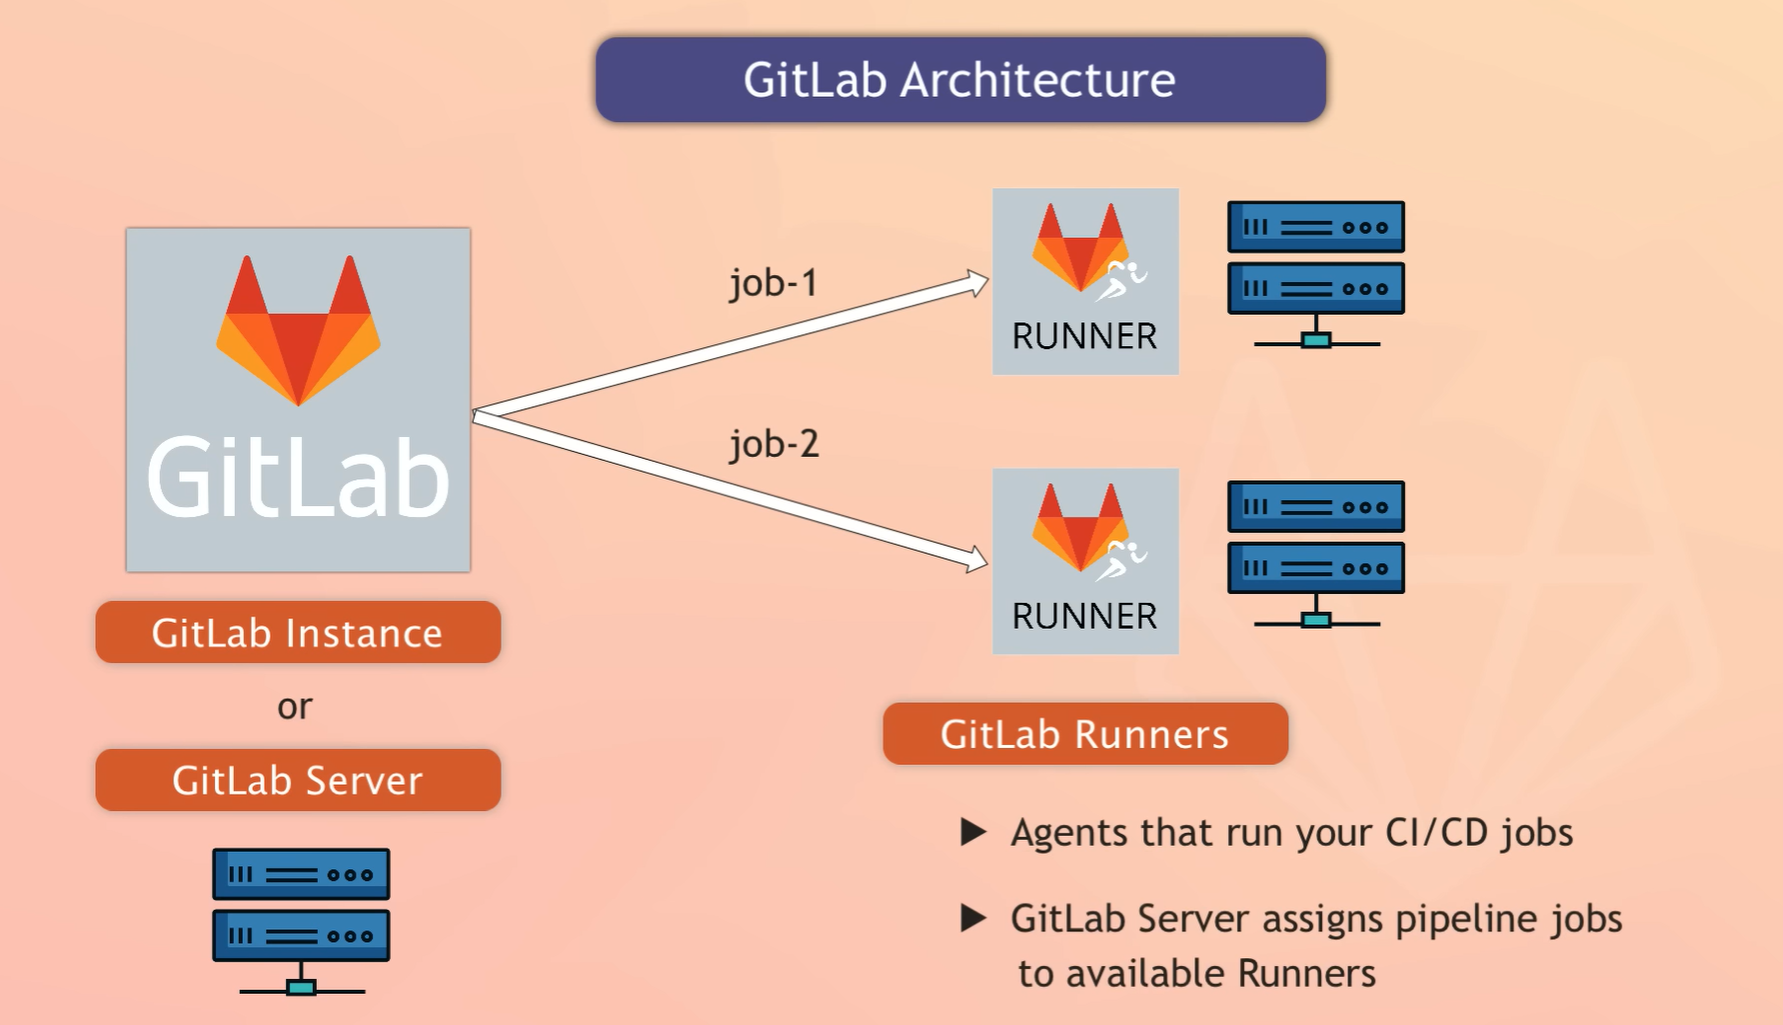 GitLab Architecture
GitLab
GitLab Instance
or
GitLab Server
job-1
job-2
RUNNER
RUNNER
GitLab Runners
▶ Agents that run your CI/CD jobs
▶ GitLab Server assigns pipeline jobs
to available Runners